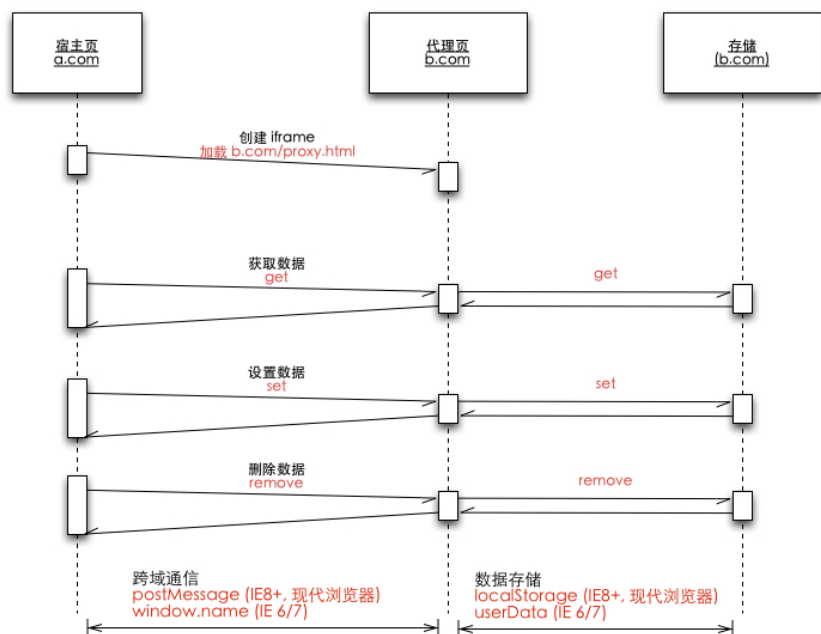 宿主页
a.com
代理页
b.com
存储
(b.com)
创建 iframe
加载 b.com/proxy.html
获取数据
get
get
设置数据
set
set
删除数据
remove
remove
跨域通信
postMessage (IE8+, 现代浏览器)
window.name (IE 6/7)
数据存储
localStorage (IE8+, 现代浏览器)
userData (IE 6/7)